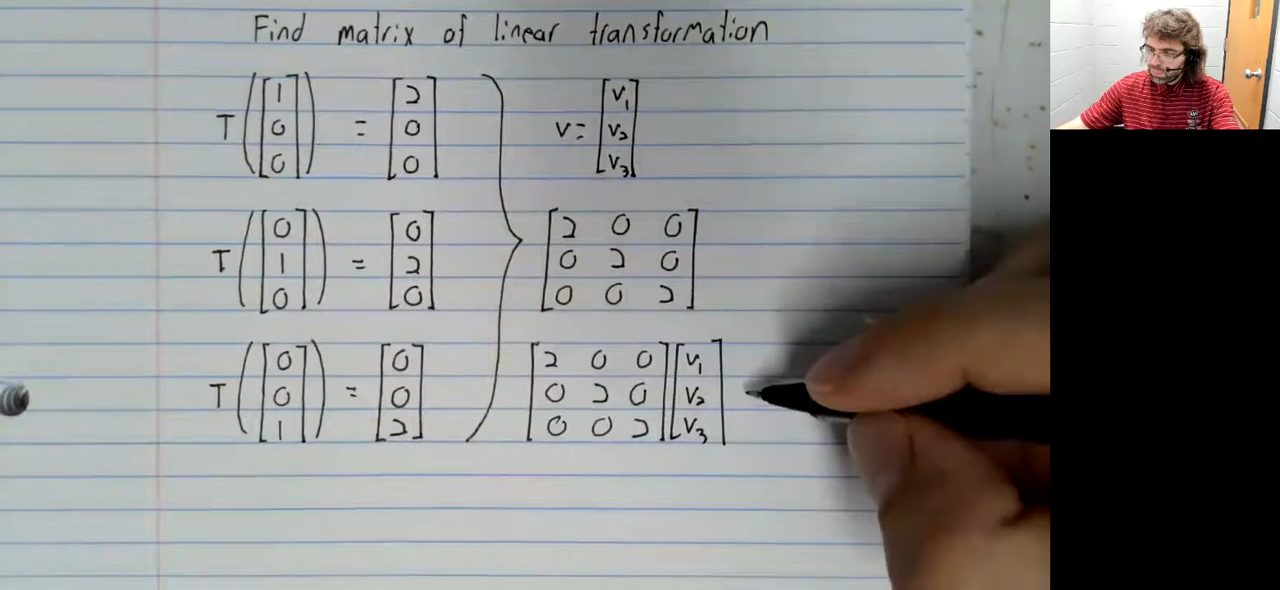 Find matrix of linear transformation
T([1 0 0]) = [2 0 0]
v = [v₁ v₂ v₃]
T([0 1 0]) = [0 2 0]
[2 0 0
0 2 0
0 0 2]
T([0 0 1]) = [0 0 2]
[2 0 0
0 2 0
0 0 2] [v₁ v₂ v₃]